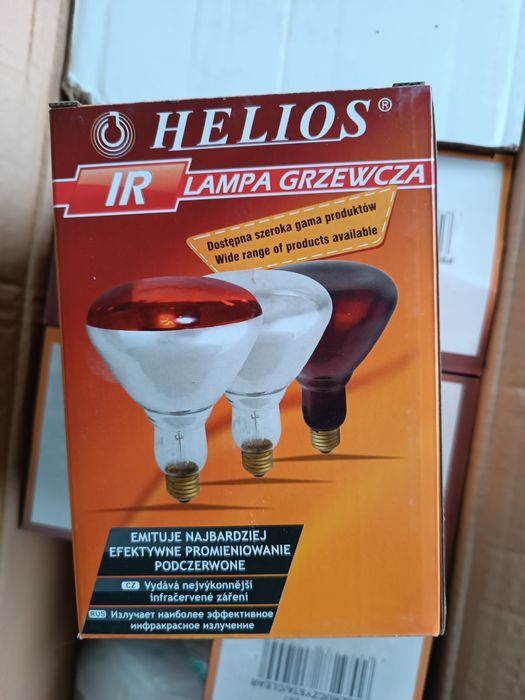 HELIOS®
IR LAMPA GRZEWCZA
Dostępna szeroka gama produktów
Wide range of products available
EMITUJE NAJBARDZIEJ
EFEKTYWNE PROMIENIOWANIE
PODCZERWONE
CZ Vydává nejvýkonnější
infračervené záření
RUS Излучает наиболее эффективное
инфракрасное излучение